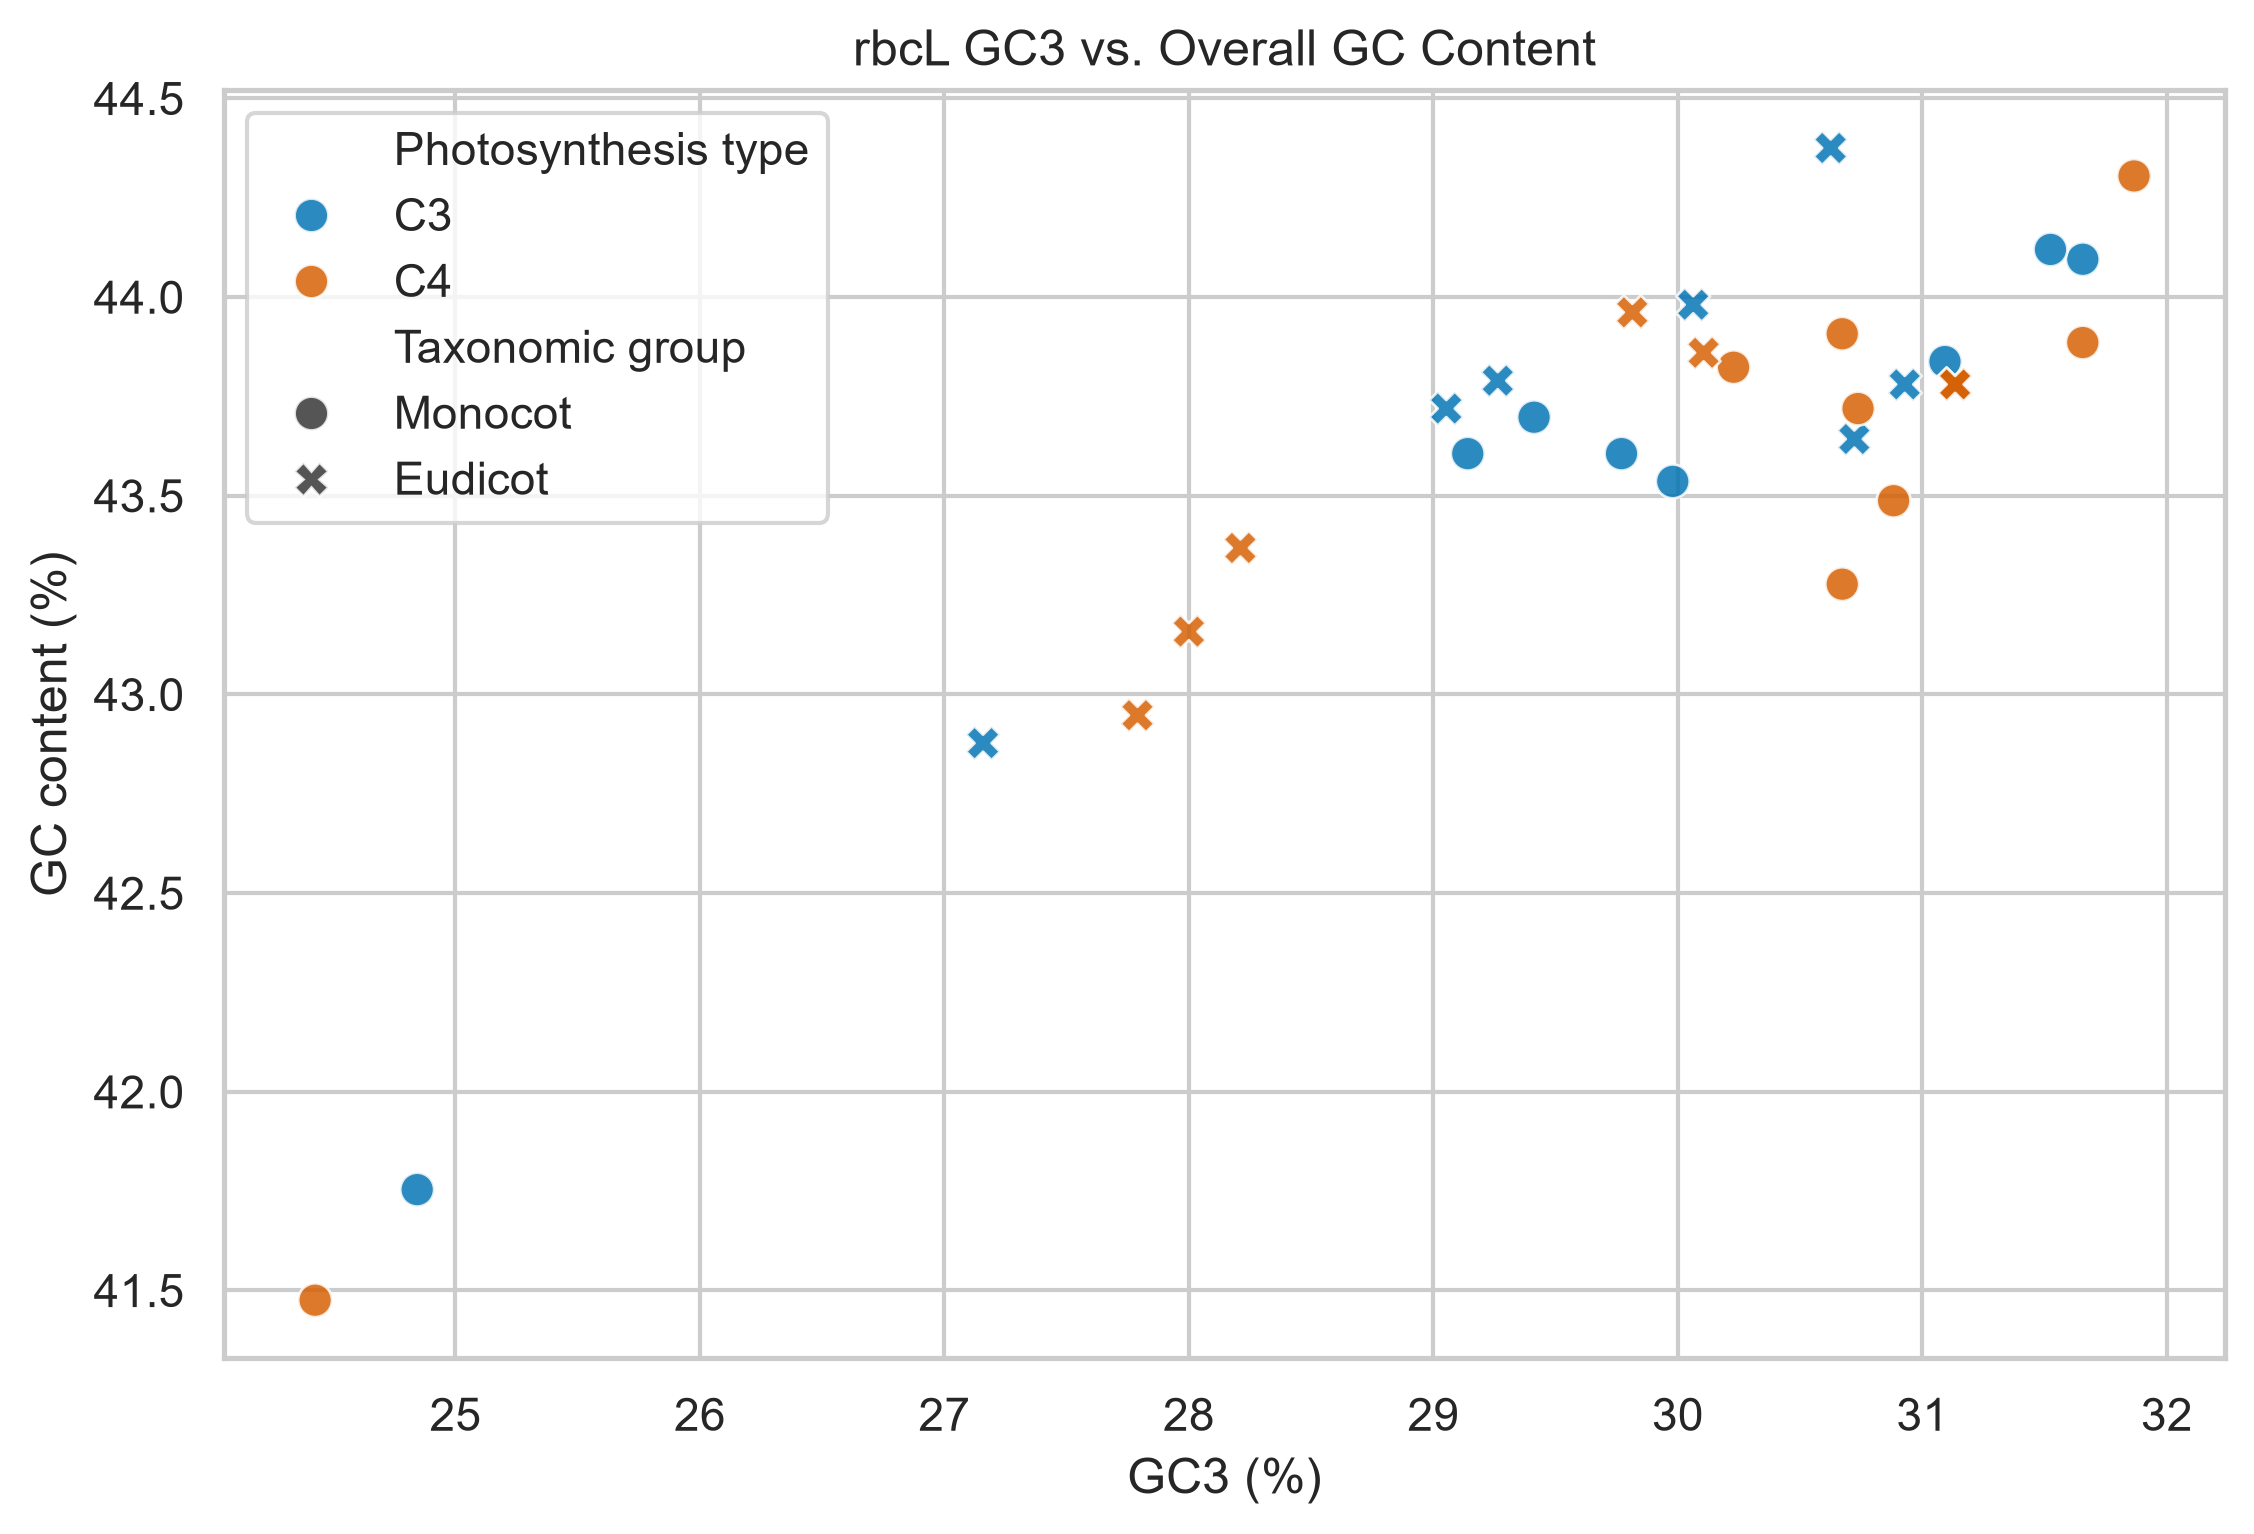 rbcL GC3 vs. Overall GC Content
Photosynthesis type
C3
C4
Taxonomic group
Monocot
Eudicot
GC content (%)
44.5
44.0
43.5
43.0
42.5
42.0
41.5
25 26 27 28 29 30 31 32
GC3 (%)